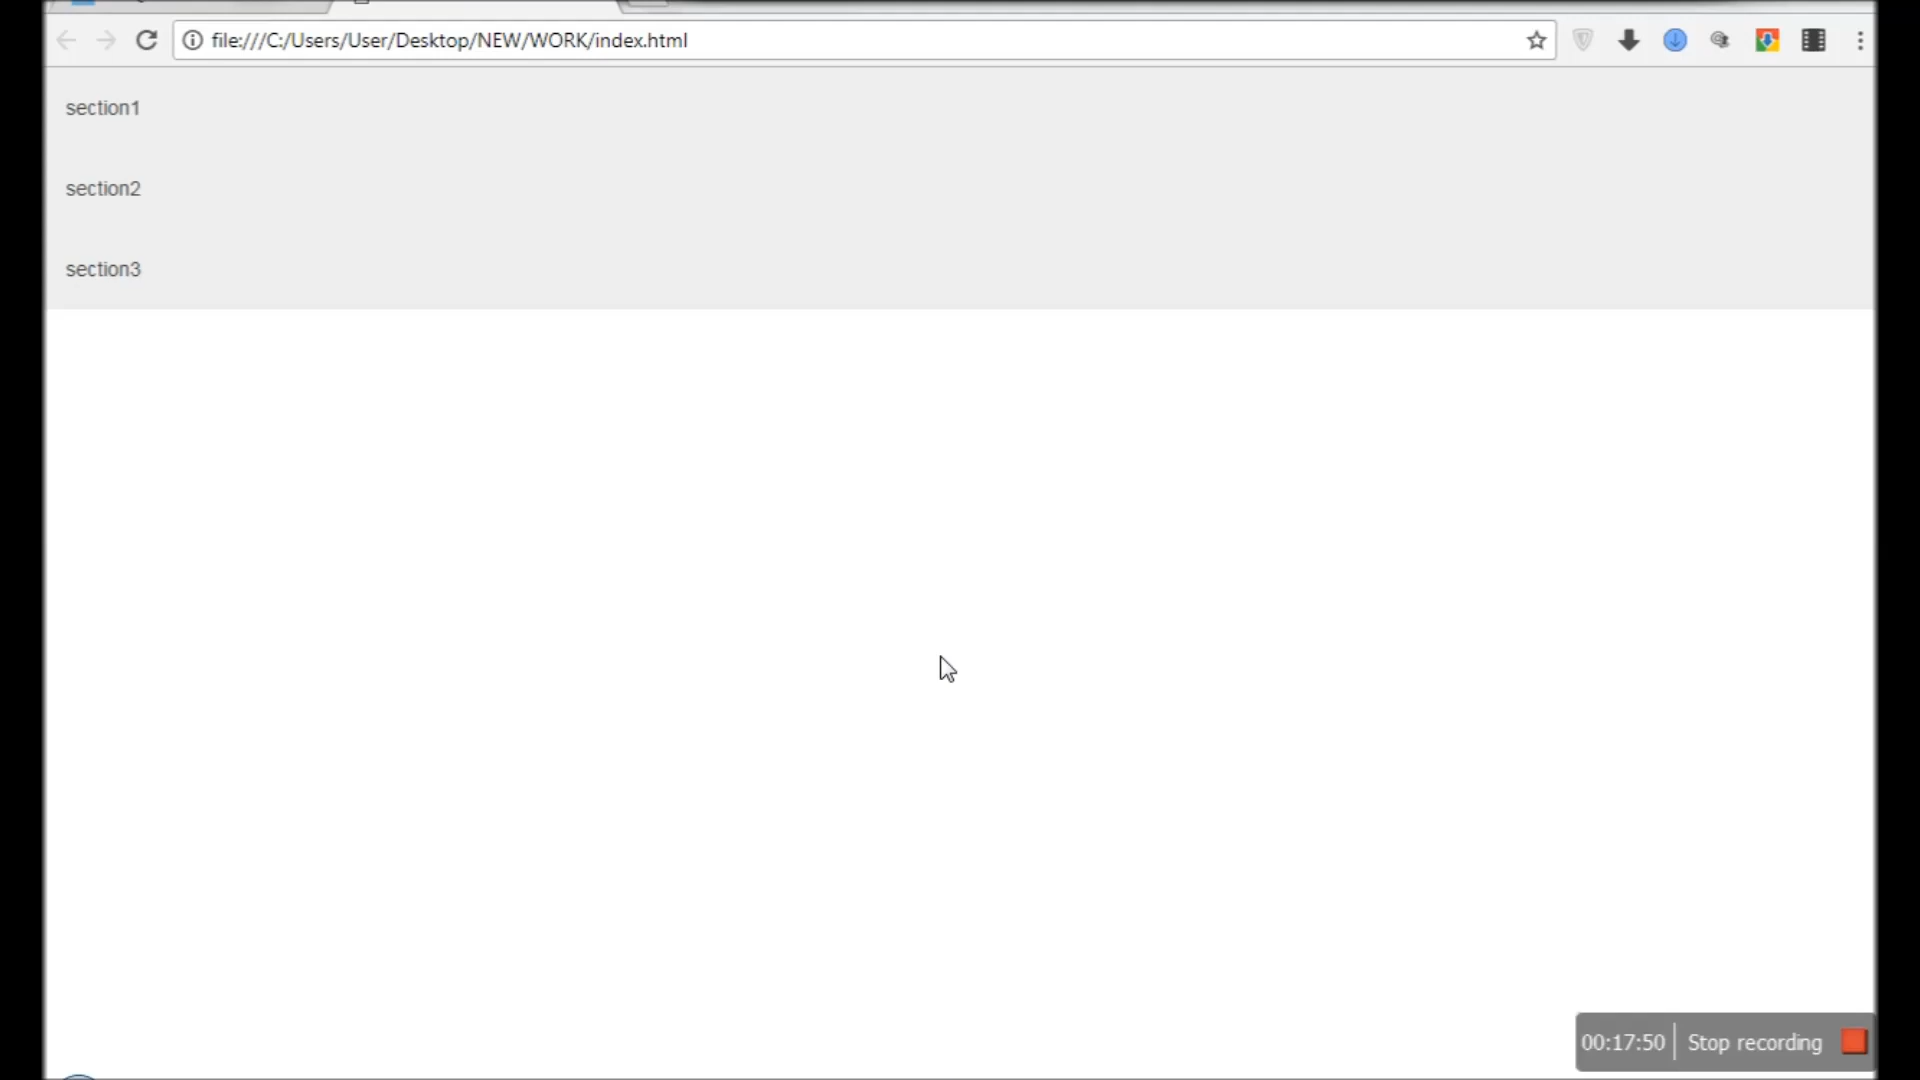 file:///C:/Users/User/Desktop/NEW/WORK/index.html
section1
section2
section3
00:17:50 Stop recording